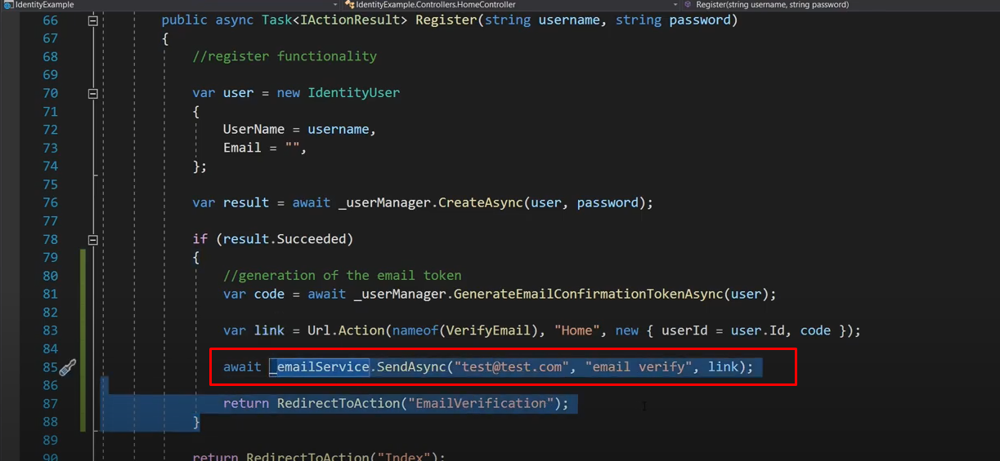 IdentityExample IdentityExample.Controllers.HomeController Register(string username, string password)
66 public async Task<IActionResult> Register(string username, string password)
67 {
68 //register functionality
69
70 var user = new IdentityUser
71 {
72 UserName = username,
73 Email = "",
74 };
75
76 var result = await _userManager.CreateAsync(user, password);
77
78 if (result.Succeeded)
79 {
80 //generation of the email token
81 var code = await _userManager.GenerateEmailConfirmationTokenAsync(user);
82
83 var link = Url.Action(nameof(VerifyEmail), "Home", new { userId = user.Id, code });
84
85 await _emailService.SendAsync("test@test.com", "email verify", link);
86
87 return RedirectToAction("EmailVerification");
88 }
89
90 return RedirectToAction("Index");